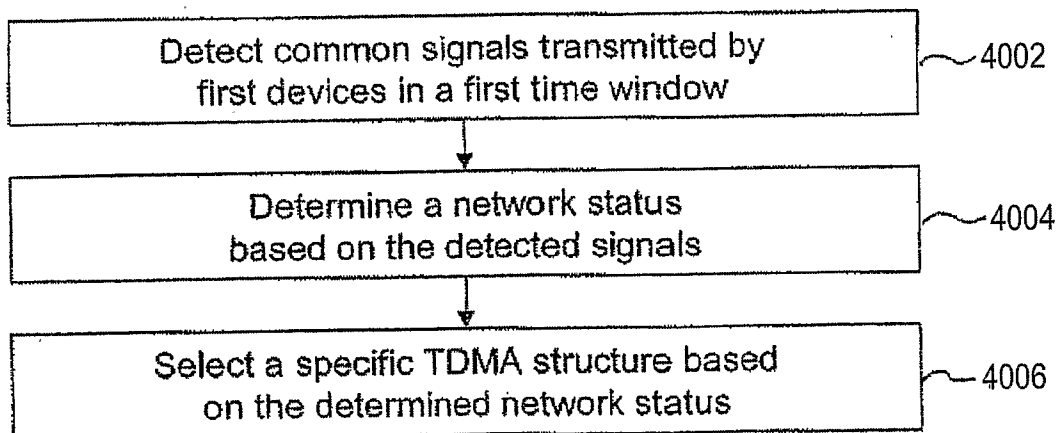 Detect common signals transmitted by
first devices in a first time window
4002
Determine a network status
based on the detected signals
4004
Select a specific TDMA structure based
on the determined network status
4006